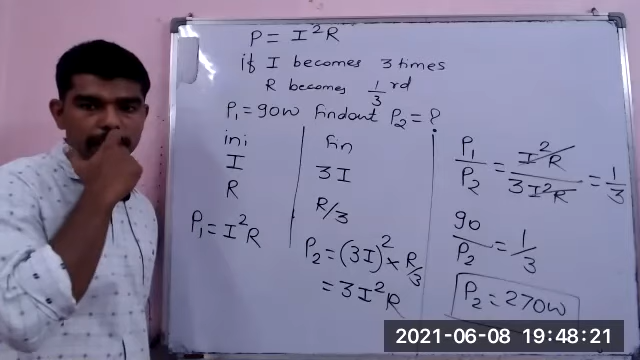 P = I²R
if I becomes 3 times
R becomes 1/3 rd
P₁ = 90w findout P₂ = ?
ini
I
R
P₁ = I²R
fin
3I
R/3
P₂ = (3I)² × R/3
= 3I²R
P₁/P₂ = I²R/3I²R = 1/3
90/P₂ = 1/3
P₂ = 270w
2021-06-08 19:48:21